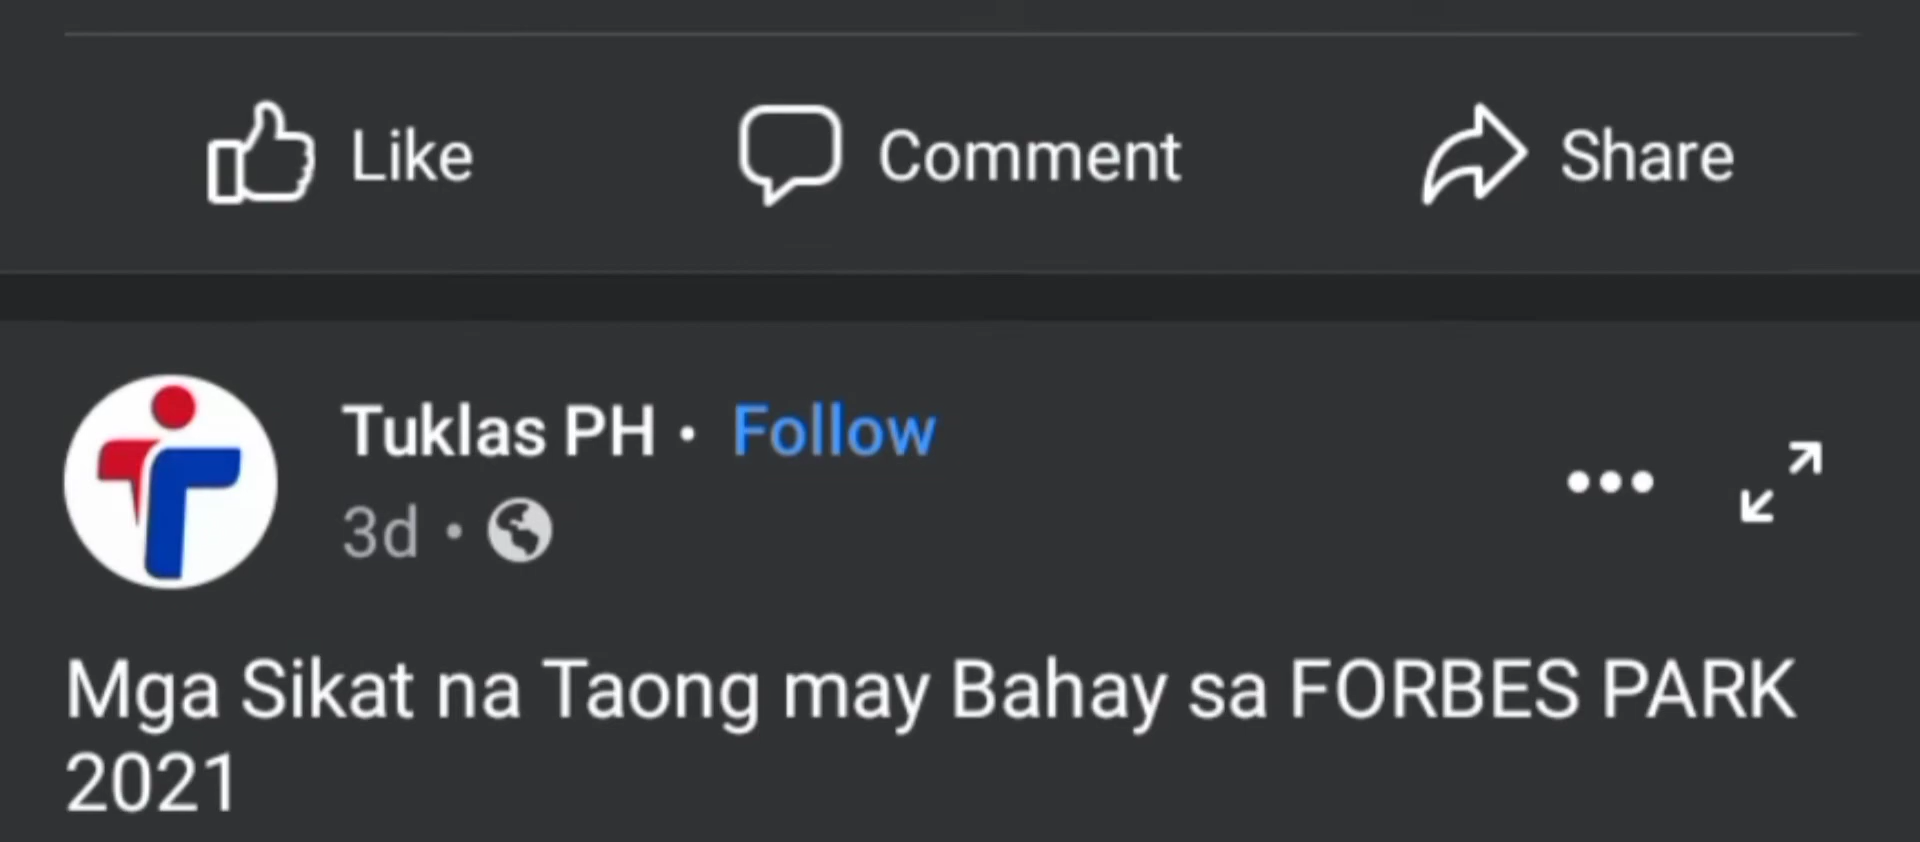 Like Comment Share
Tuklas PH • Follow
3d •
Mga Sikat na Taong may Bahay sa FORBES PARK
2021